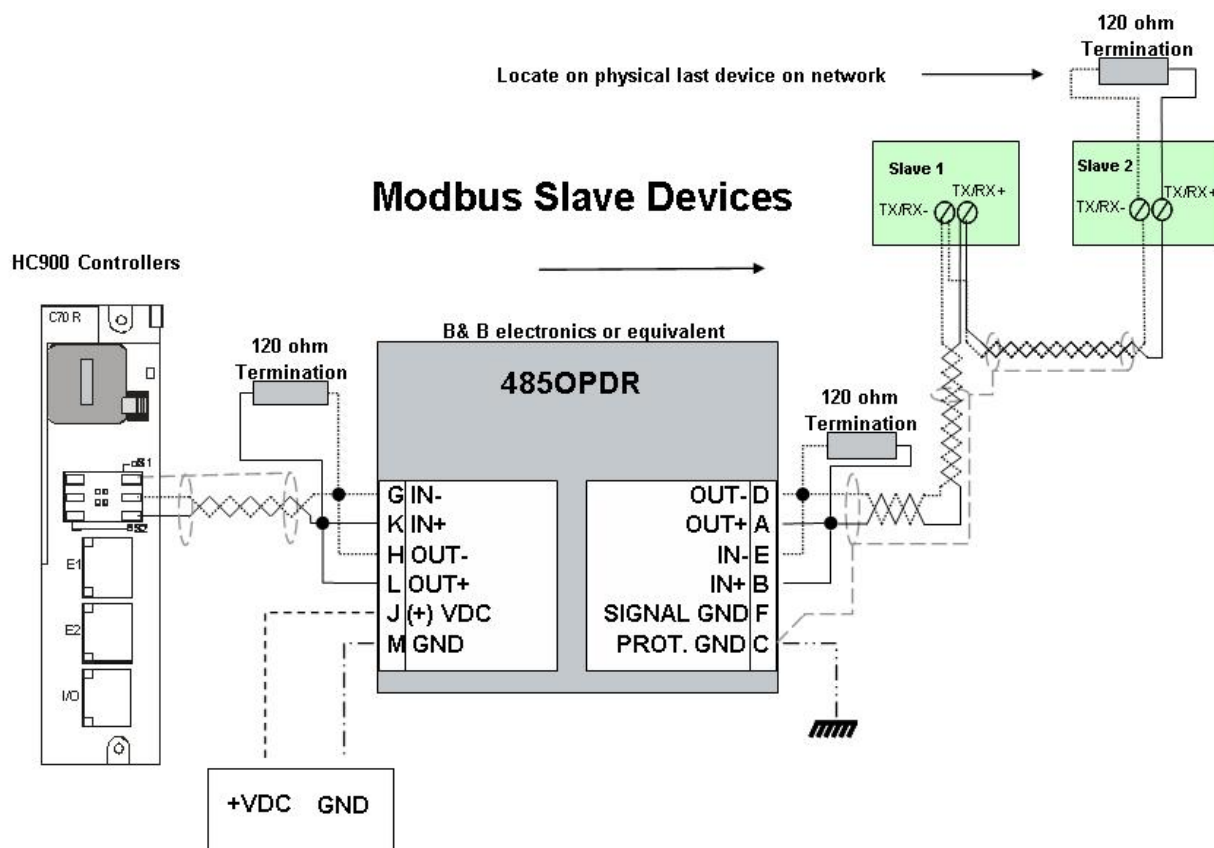 120 ohm
Termination
Locate on physical last device on network
Slave 1
TX/RX+
TX/RX-
Slave 2
TX/RX+
TX/RX-
Modbus Slave Devices
HC900 Controllers
C70 R
B& B electronics or equivalent
120 ohm
Termination
485OPDR
120 ohm
Termination
S1
S2
E1
E2
I/O
G IN-
K IN+
H OUT-
L OUT+
J (+) VDC
M GND
OUT- D
OUT+ A
IN- E
IN+ B
SIGNAL GND F
PROT. GND C
+VDC GND